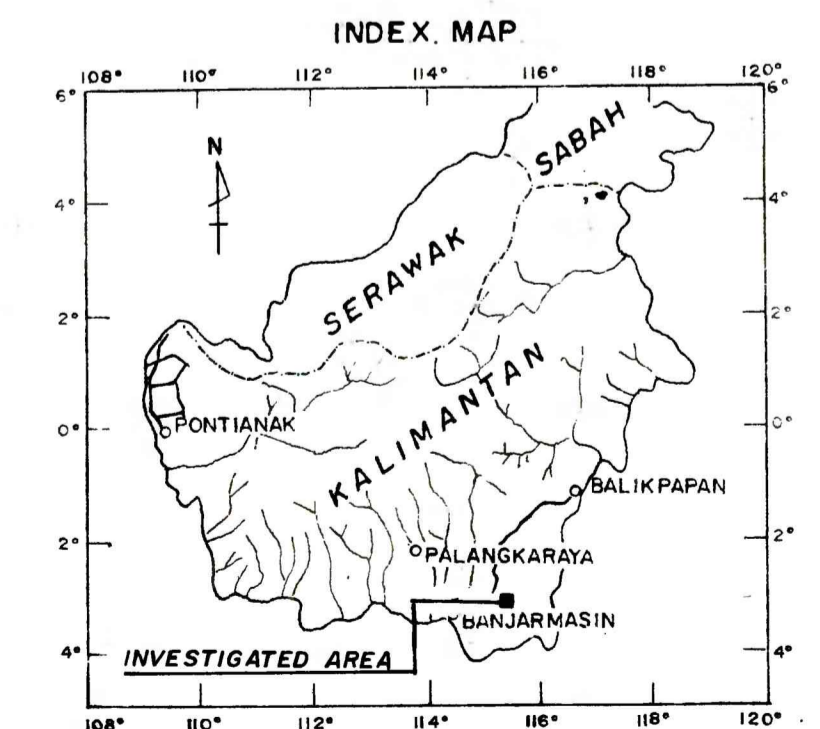 INDEX. MAP
108° 110° 112° 114° 116° 118° 120°
6° 6°
SABAH
N
4° 4°
SERAWAK
2° 2°
KALIMANTAN
PONTIANAK
0° 0°
BALIKPAPAN
2° 2°
PALANGKARAYA
BANJARMASIN
INVESTIGATED AREA
4° 4°
108° 110° 112° 114° 116° 118° 120°